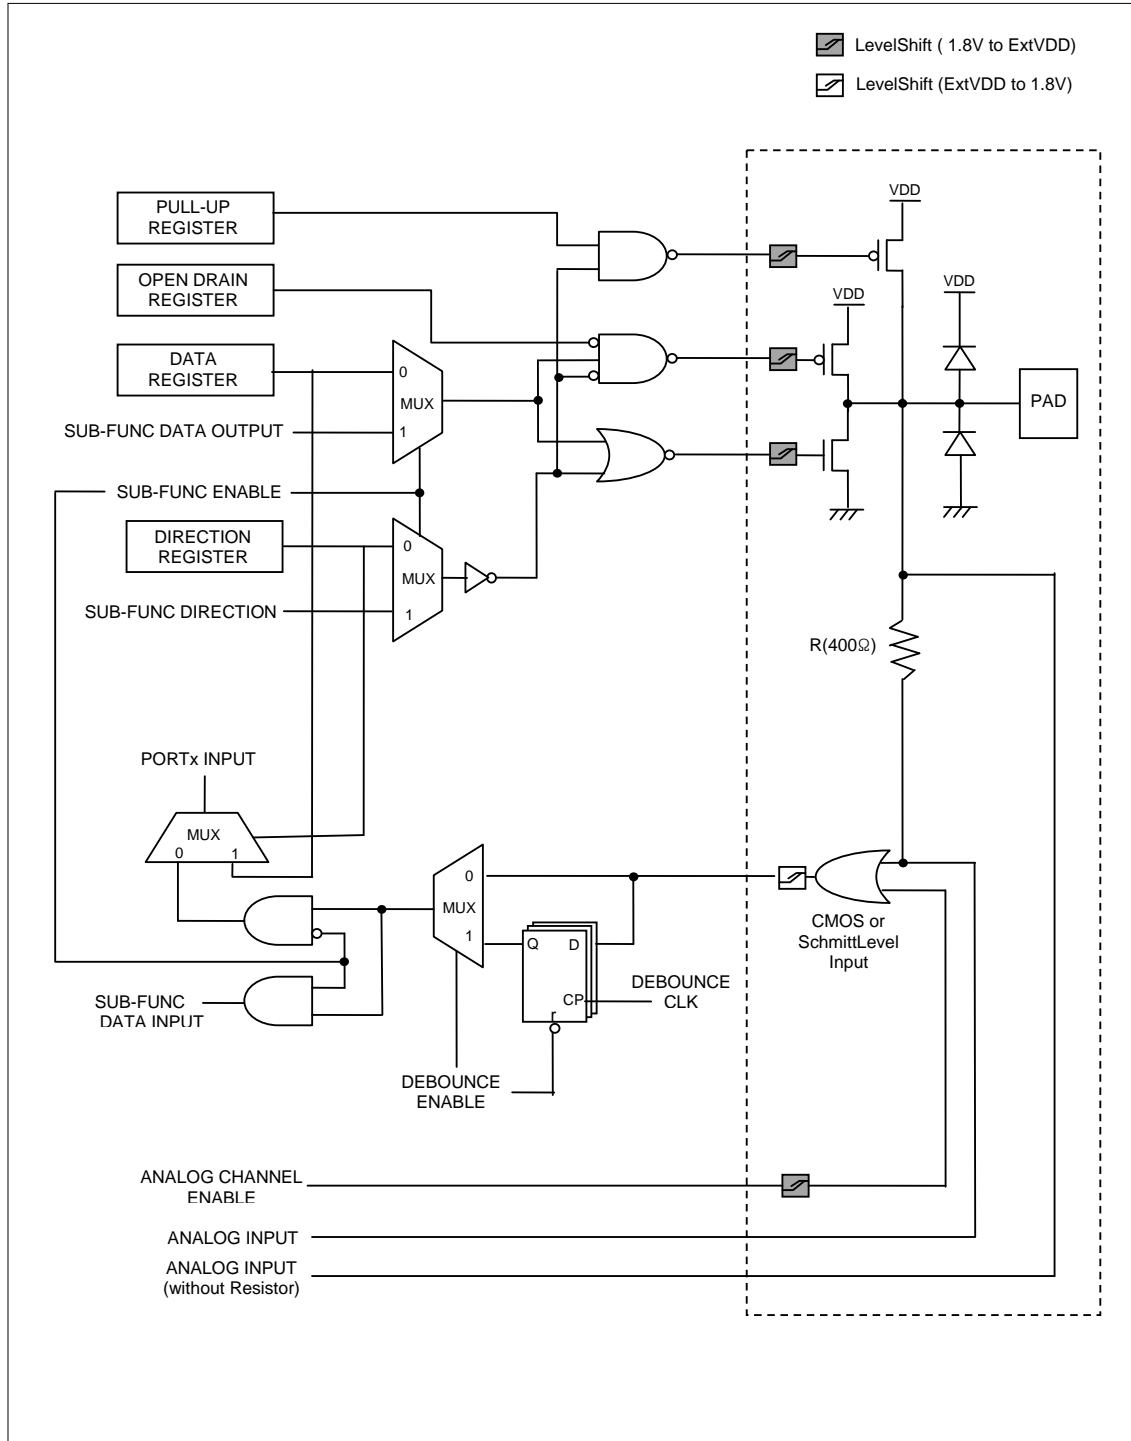 LevelShift ( 1.8V to ExtVDD)
LevelShift (ExtVDD to 1.8V)
VDD
PULL-UP
REGISTER
OPEN DRAIN
REGISTER
VDD
VDD
DATA
REGISTER
0
MUX
1
PAD
SUB-FUNC DATA OUTPUT
SUB-FUNC ENABLE
DIRECTION
REGISTER
0
MUX
1
SUB-FUNC DIRECTION
R(400Ω)
PORTx INPUT
MUX
0
1
0
MUX
1
Q
D
CP
r
CMOS or
SchmittLevel
Input
DEBOUNCE
CLK
SUB-FUNC
DATA INPUT
DEBOUNCE
ENABLE
ANALOG CHANNEL
ENABLE
ANALOG INPUT
ANALOG INPUT
(without Resistor)